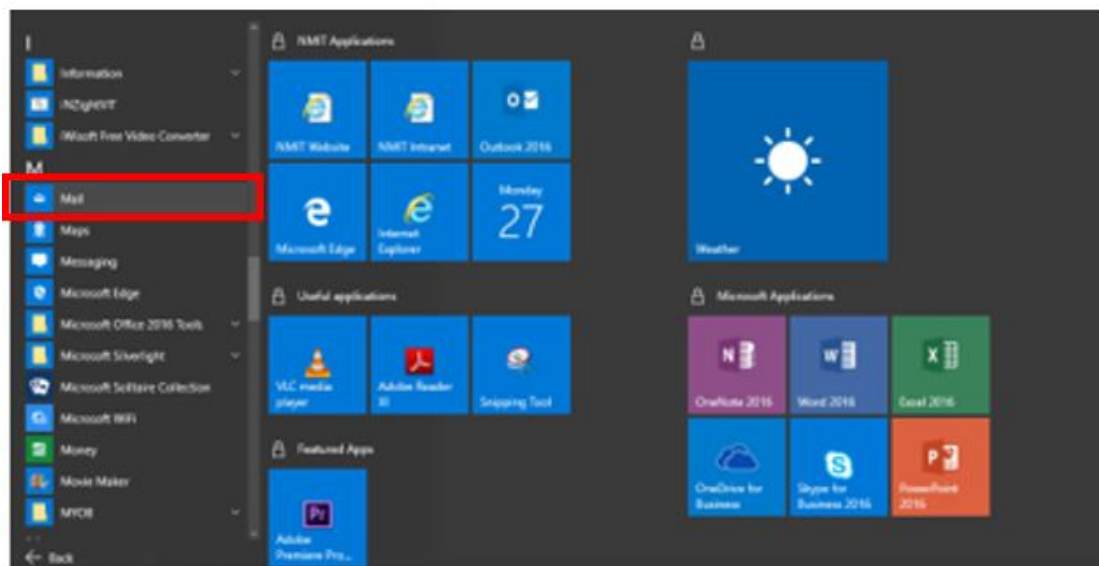 I
Information
iNZightVIT
iWisoft Free Video Converter
M
Mail
Maps
Messaging
Microsoft Edge
Microsoft Office 2016 Tools
Microsoft Silverlight
Microsoft Solitaire Collection
Microsoft WiFi
Money
Movie Maker
MYOB
Back
NMIT Applications
NMIT Website
NMIT Intranet
Outlook 2016
Microsoft Edge
Internet
Explorer
Monday
27
Useful applications
VLC media
player
Adobe Reader
XI
Snipping Tool
Featured Apps
Pr
Adobe
Premiere Pro...
Weather
Microsoft Applications
OneNote 2016
Word 2016
Excel 2016
OneDrive for
Business
Skype for
Business 2016
PowerPoint
2016